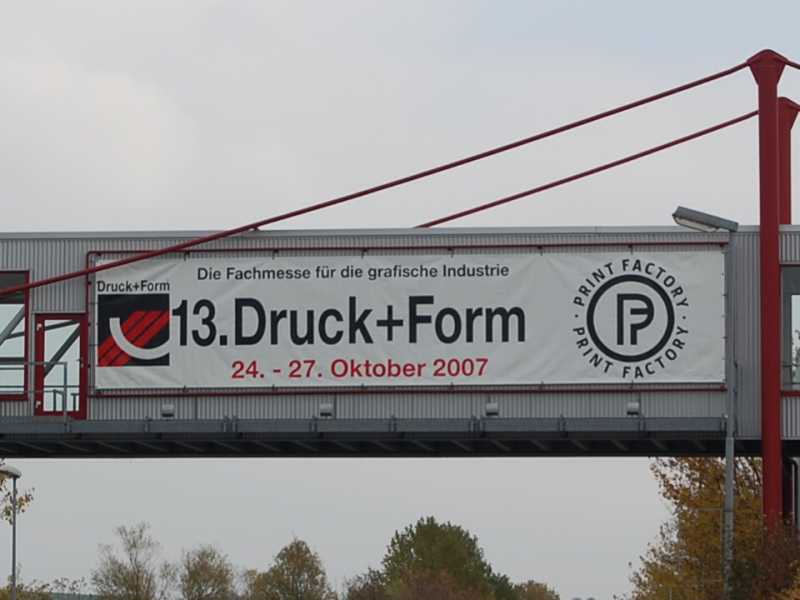 Die Fachmesse für die grafische Industrie
Druck+Form
13.Druck+Form
24. - 27. Oktober 2007
PRINT FACTORY
PF
PRINT FACTORY